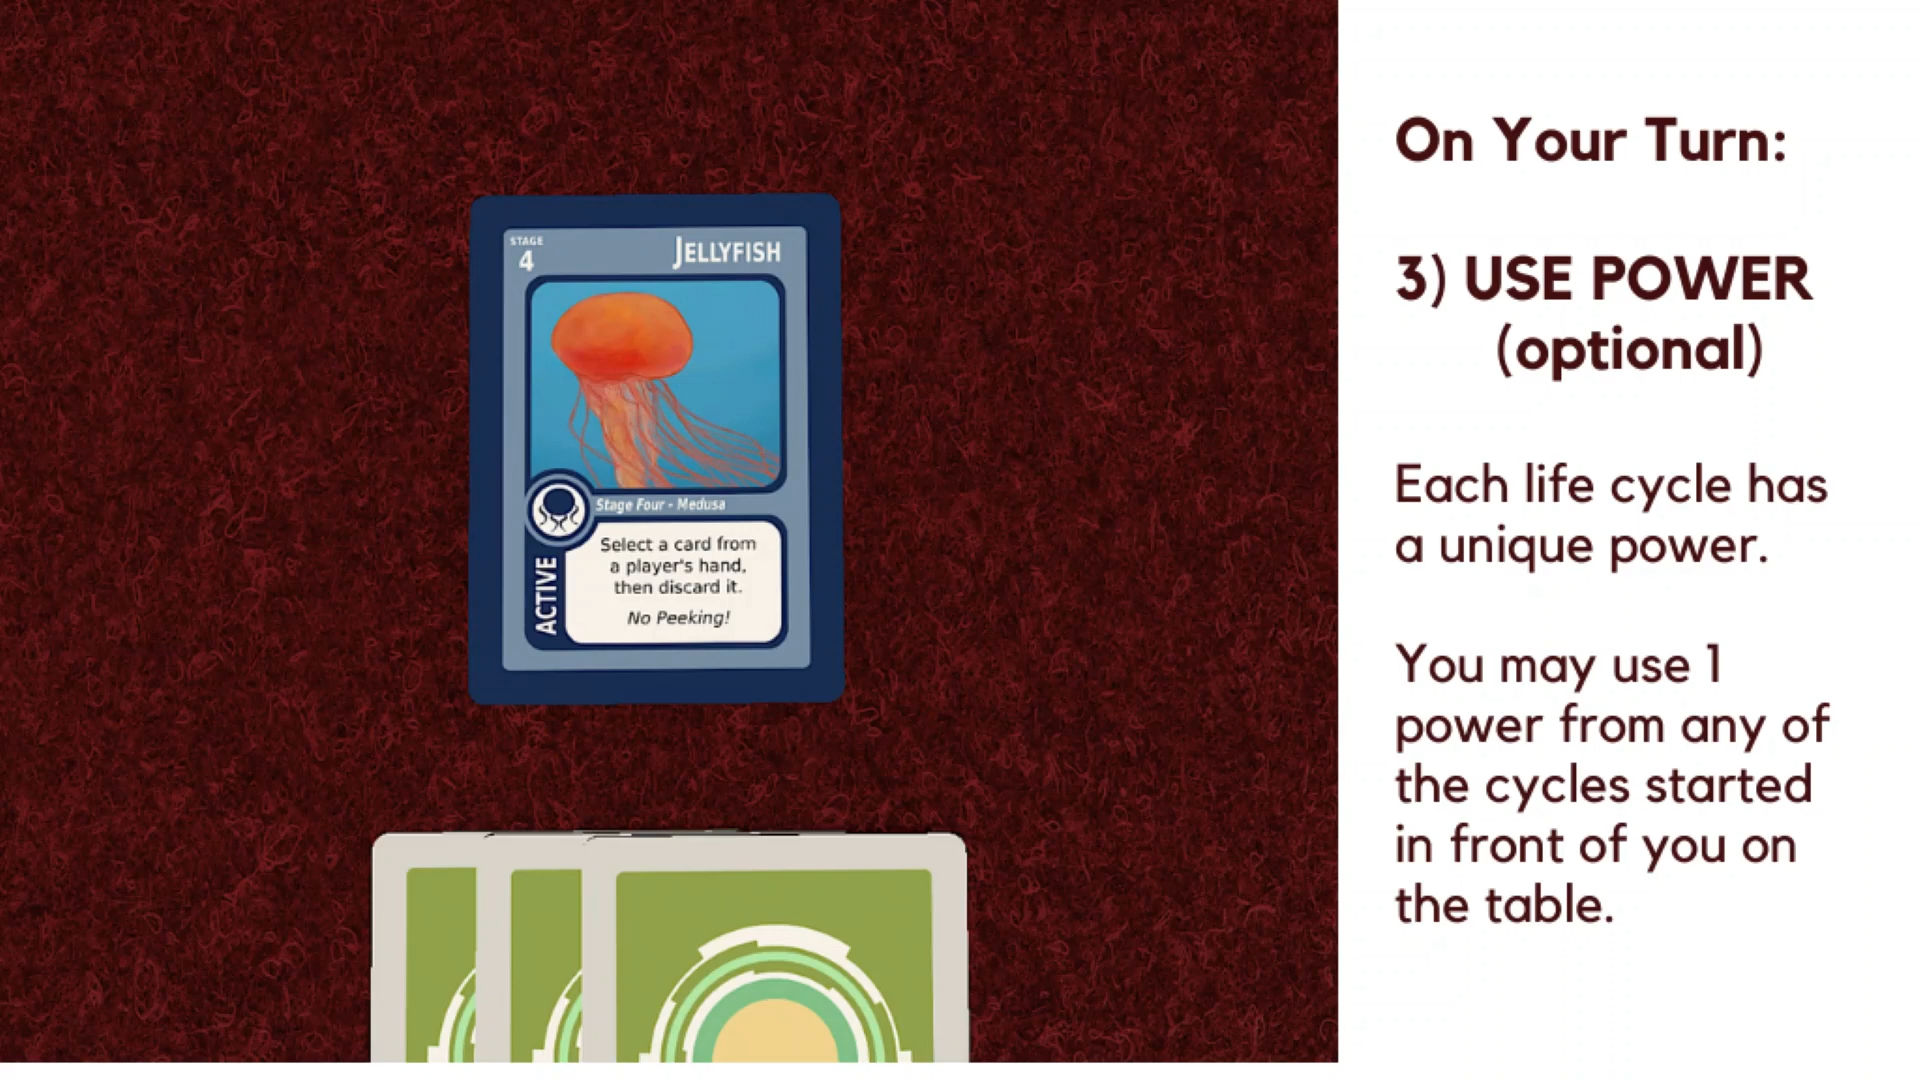 STAGE
4
JELLYFISH
Stage Four - Medusa
ACTIVE
Select a card from
a player's hand,
then discard it.
No Peeking!
On Your Turn:
3) USE POWER
(optional)
Each life cycle has
a unique power.
You may use 1
power from any of
the cycles started
in front of you on
the table.